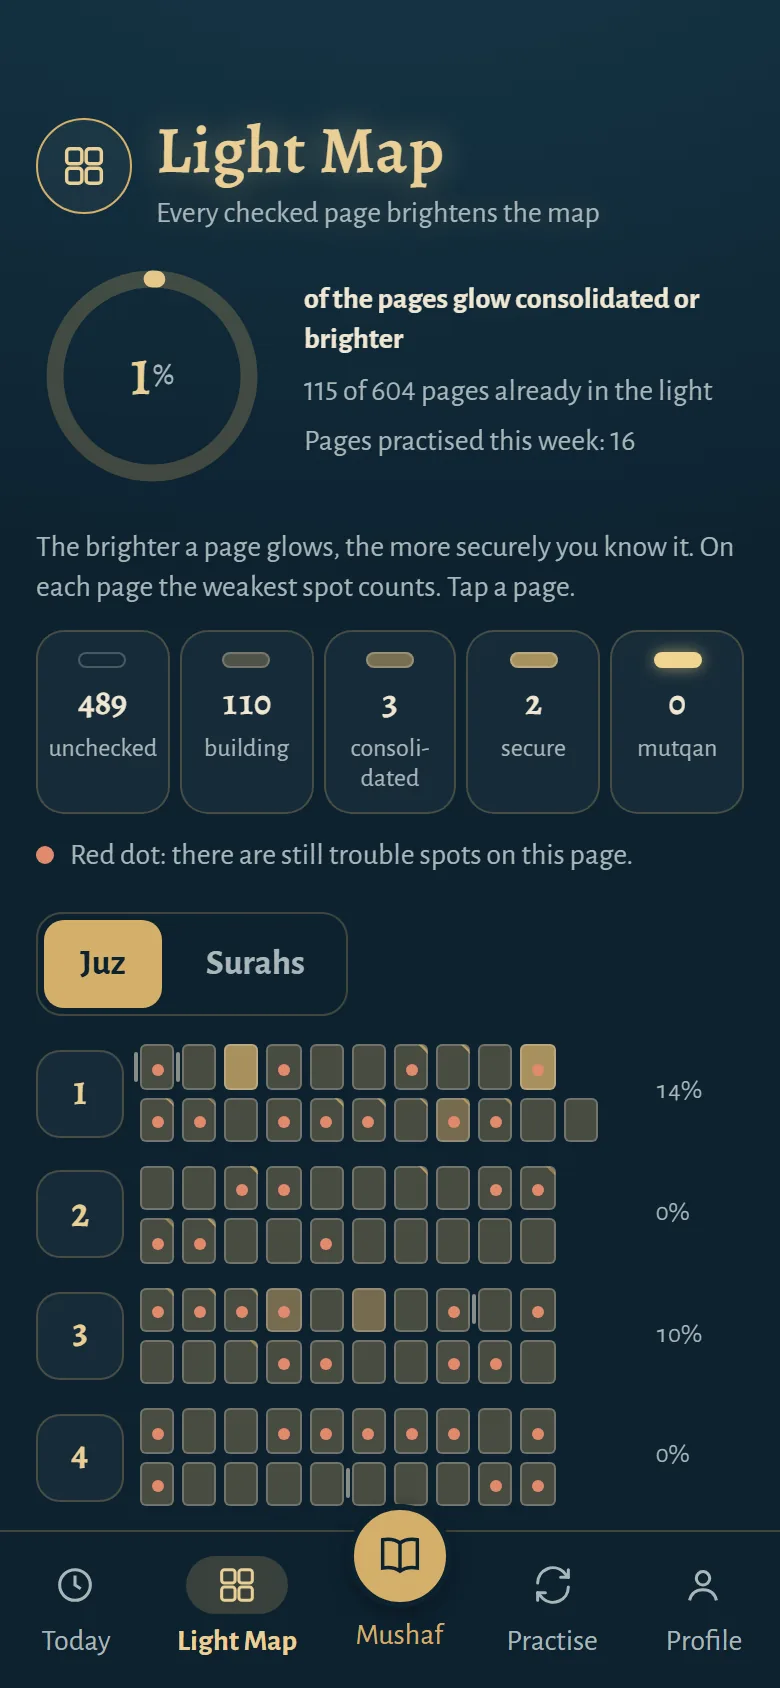 Light Map
Every checked page brightens the map
1%
of the pages glow consolidated or
brighter
115 of 604 pages already in the light
Pages practised this week: 16
The brighter a page glows, the more securely you know it. On
each page the weakest spot counts. Tap a page.
489
unchecked
110
building
3
consoli-
dated
2
secure
0
mutqan
Red dot: there are still trouble spots on this page.
Juz
Surahs
1
14%
2
0%
3
10%
4
0%
Today
Light Map
Mushaf
Practise
Profile